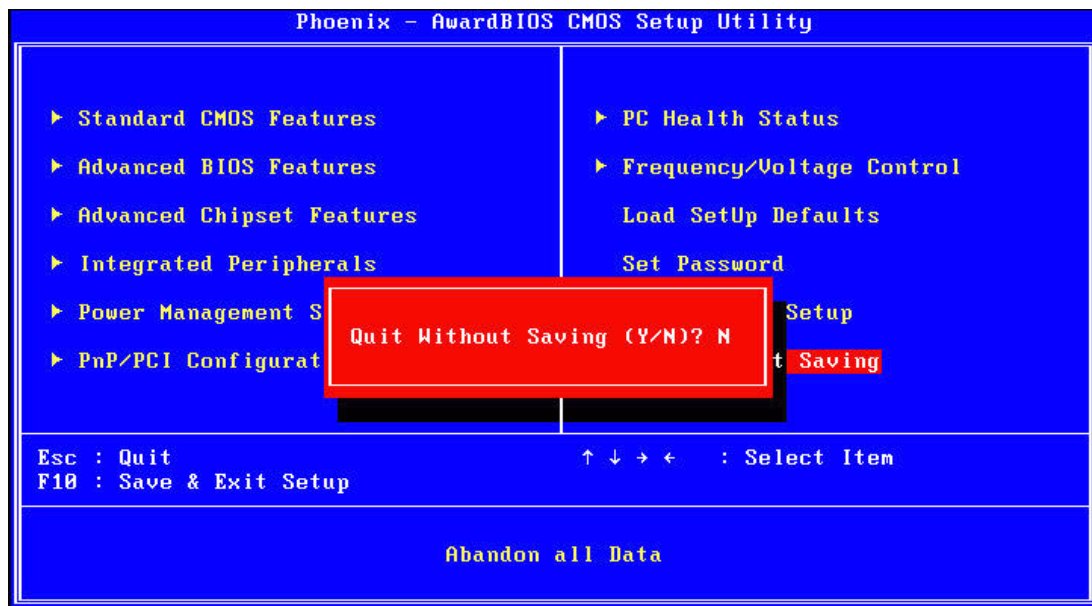 Phoenix - AwardBIOS CMOS Setup Utility
▶ Standard CMOS Features
▶ Advanced BIOS Features
▶ Advanced Chipset Features
▶ Integrated Peripherals
▶ Power Management S
▶ PnP/PCI Configurat
▶ PC Health Status
▶ Frequency/Voltage Control
Load SetUp Defaults
Set Password
Setup
t Saving
Quit Without Saving (Y/N)? N
Esc : Quit
F10 : Save & Exit Setup
↑ ↓ → ← : Select Item
Abandon all Data